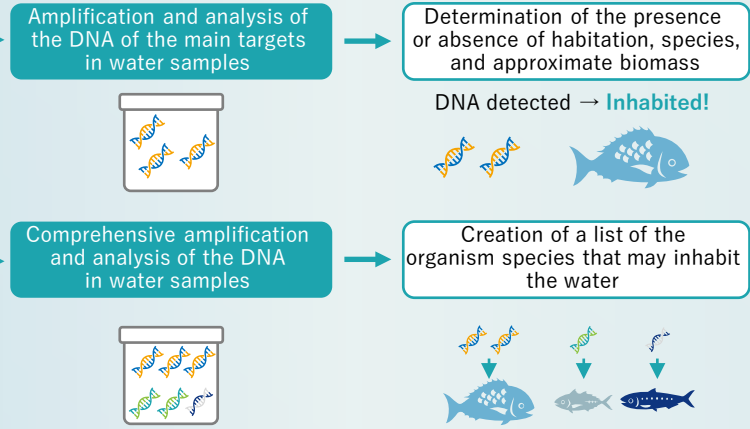 Amplification and analysis of
the DNA of the main targets
in water samples
Determination of the presence
or absence of habitation, species,
and approximate biomass
DNA detected → Inhabited!
Comprehensive amplification
and analysis of the DNA
in water samples
Creation of a list of the
organism species that may inhabit
the water